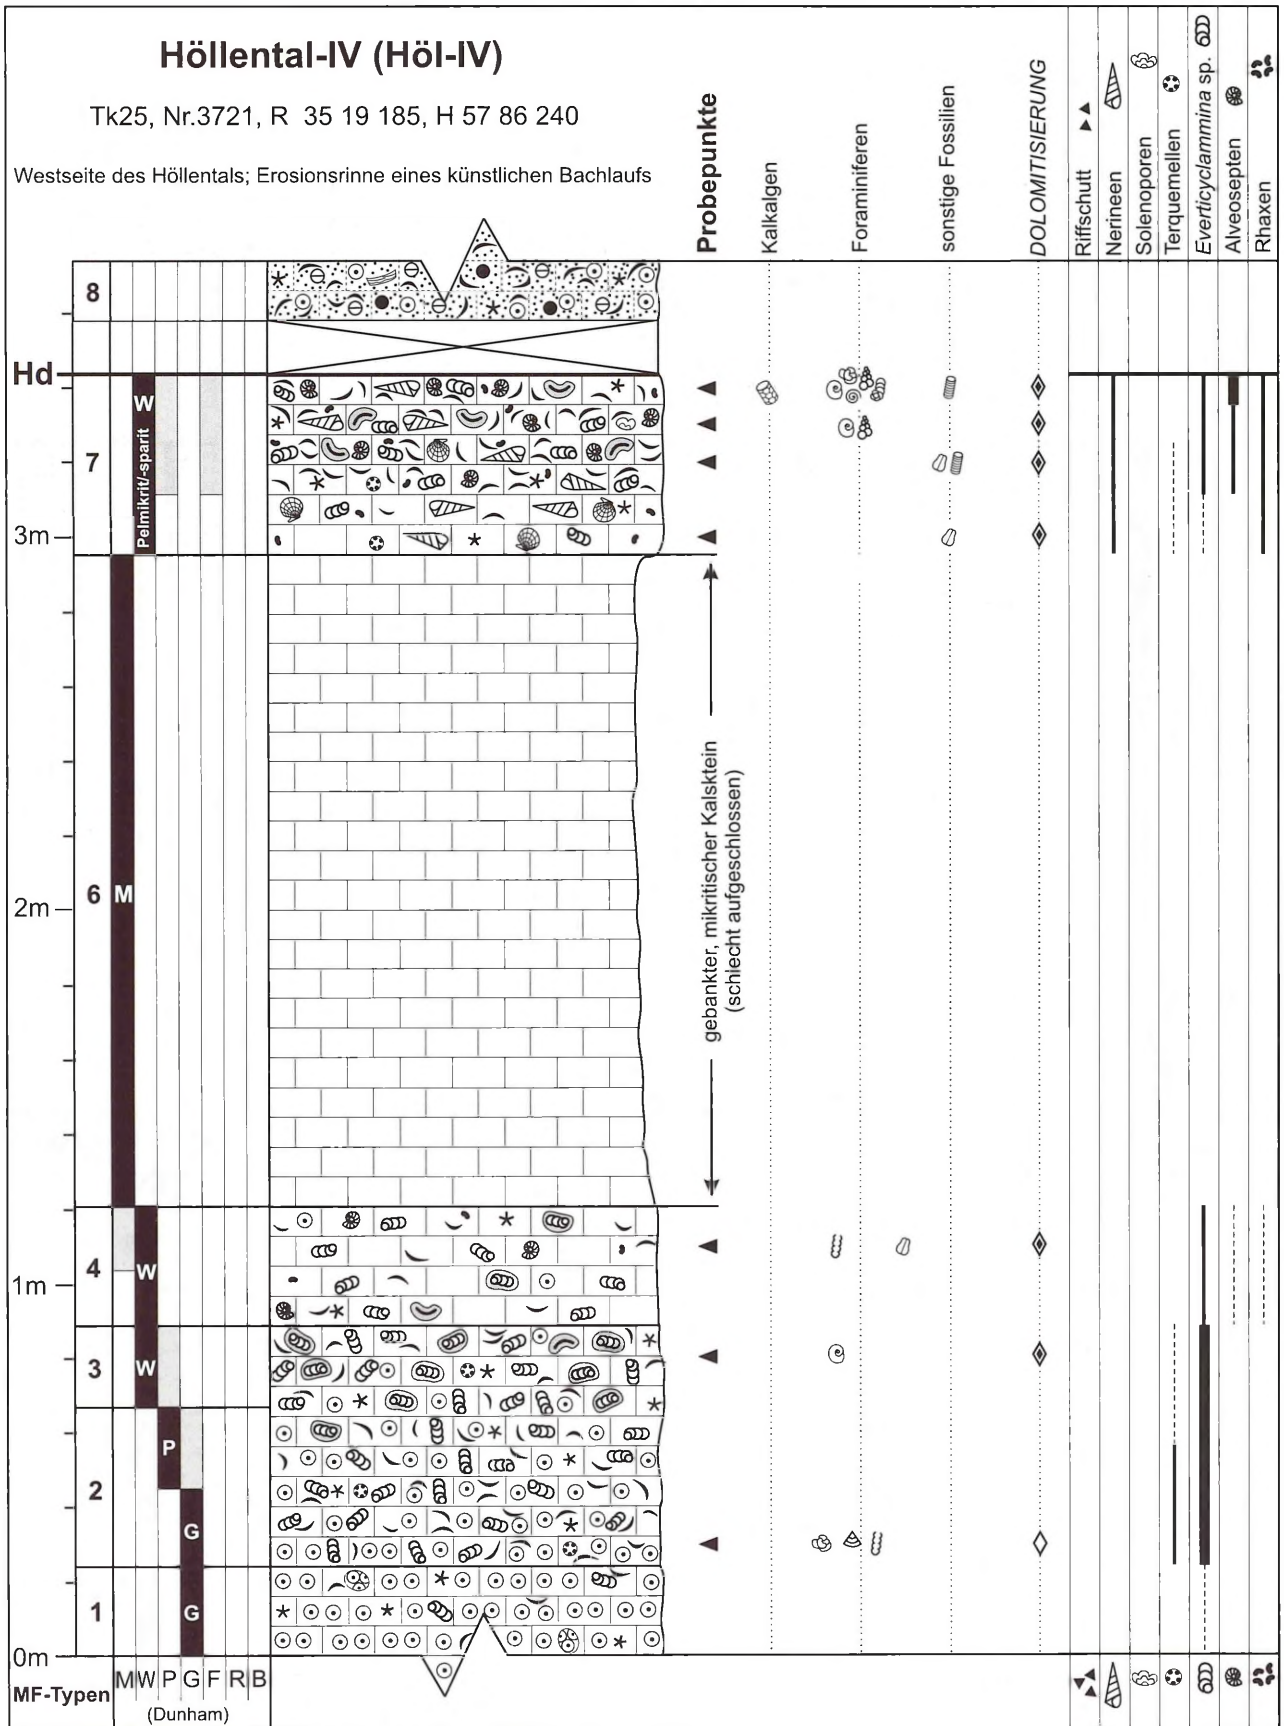 Höllental-IV (Höl-IV)
Tk25, Nr.3721, R 35 19 185, H 57 86 240
Westseite des Höllentals; Erosionsrinne eines künstlichen Bachlaufs
Probepunkte
Kalkalgen
Foraminiferen
sonstige Fossilien
DOLOMITISIERUNG
Riffschutt
Nerineen
Solenoporen
Terquemellen
Everticyclammina sp.
Alveosepten
Rhaxen
8
Hd
W
Pelmikrit/-sparit
7
3m
gebankter, mikritischer Kalsktein
(schlecht aufgeschlossen)
6
M
2m
4
W
1m
3
W
P
2
G
1
G
0m
MF-Typen
M W P G F R B
(Dunham)